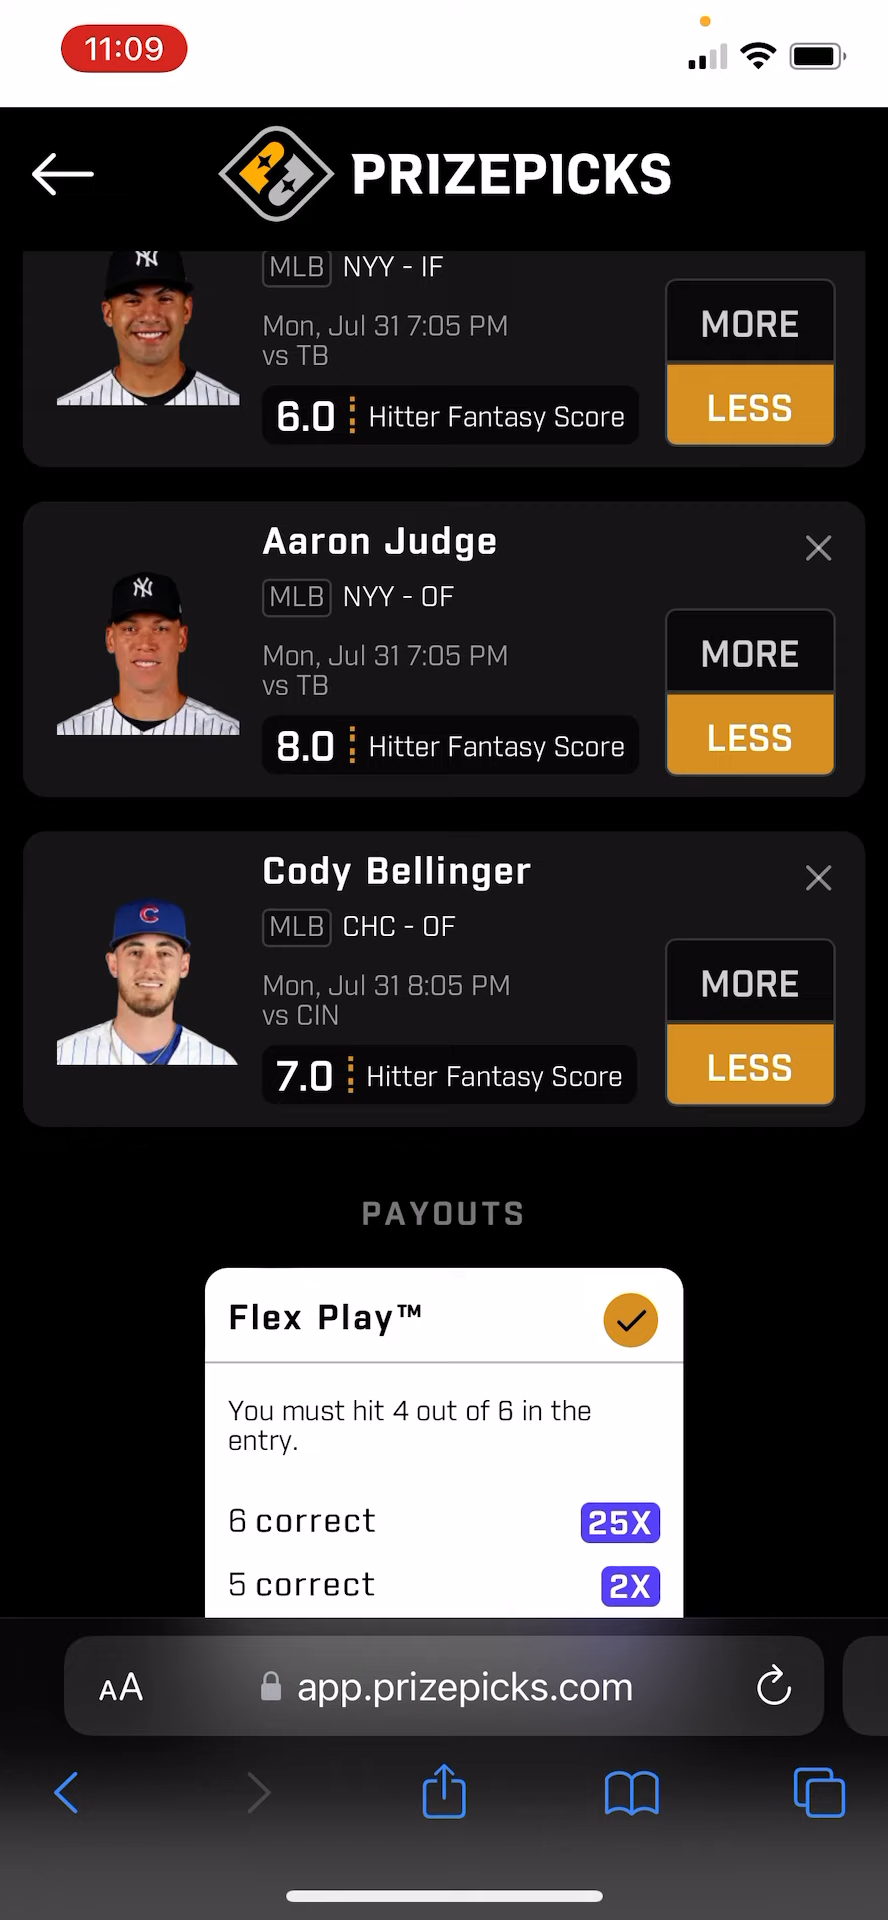 11:09
PRIZEPICKS
MLB NYY - IF
Mon, Jul 31 7:05 PM
vs TB
6.0 Hitter Fantasy Score
MORE
LESS
Aaron Judge
MLB NYY - OF
Mon, Jul 31 7:05 PM
vs TB
8.0 Hitter Fantasy Score
MORE
LESS
Cody Bellinger
MLB CHC - OF
Mon, Jul 31 8:05 PM
vs CIN
7.0 Hitter Fantasy Score
MORE
LESS
PAYOUTS
Flex Play™
You must hit 4 out of 6 in the
entry.
6 correct 25X
5 correct 2X
AA app.prizepicks.com